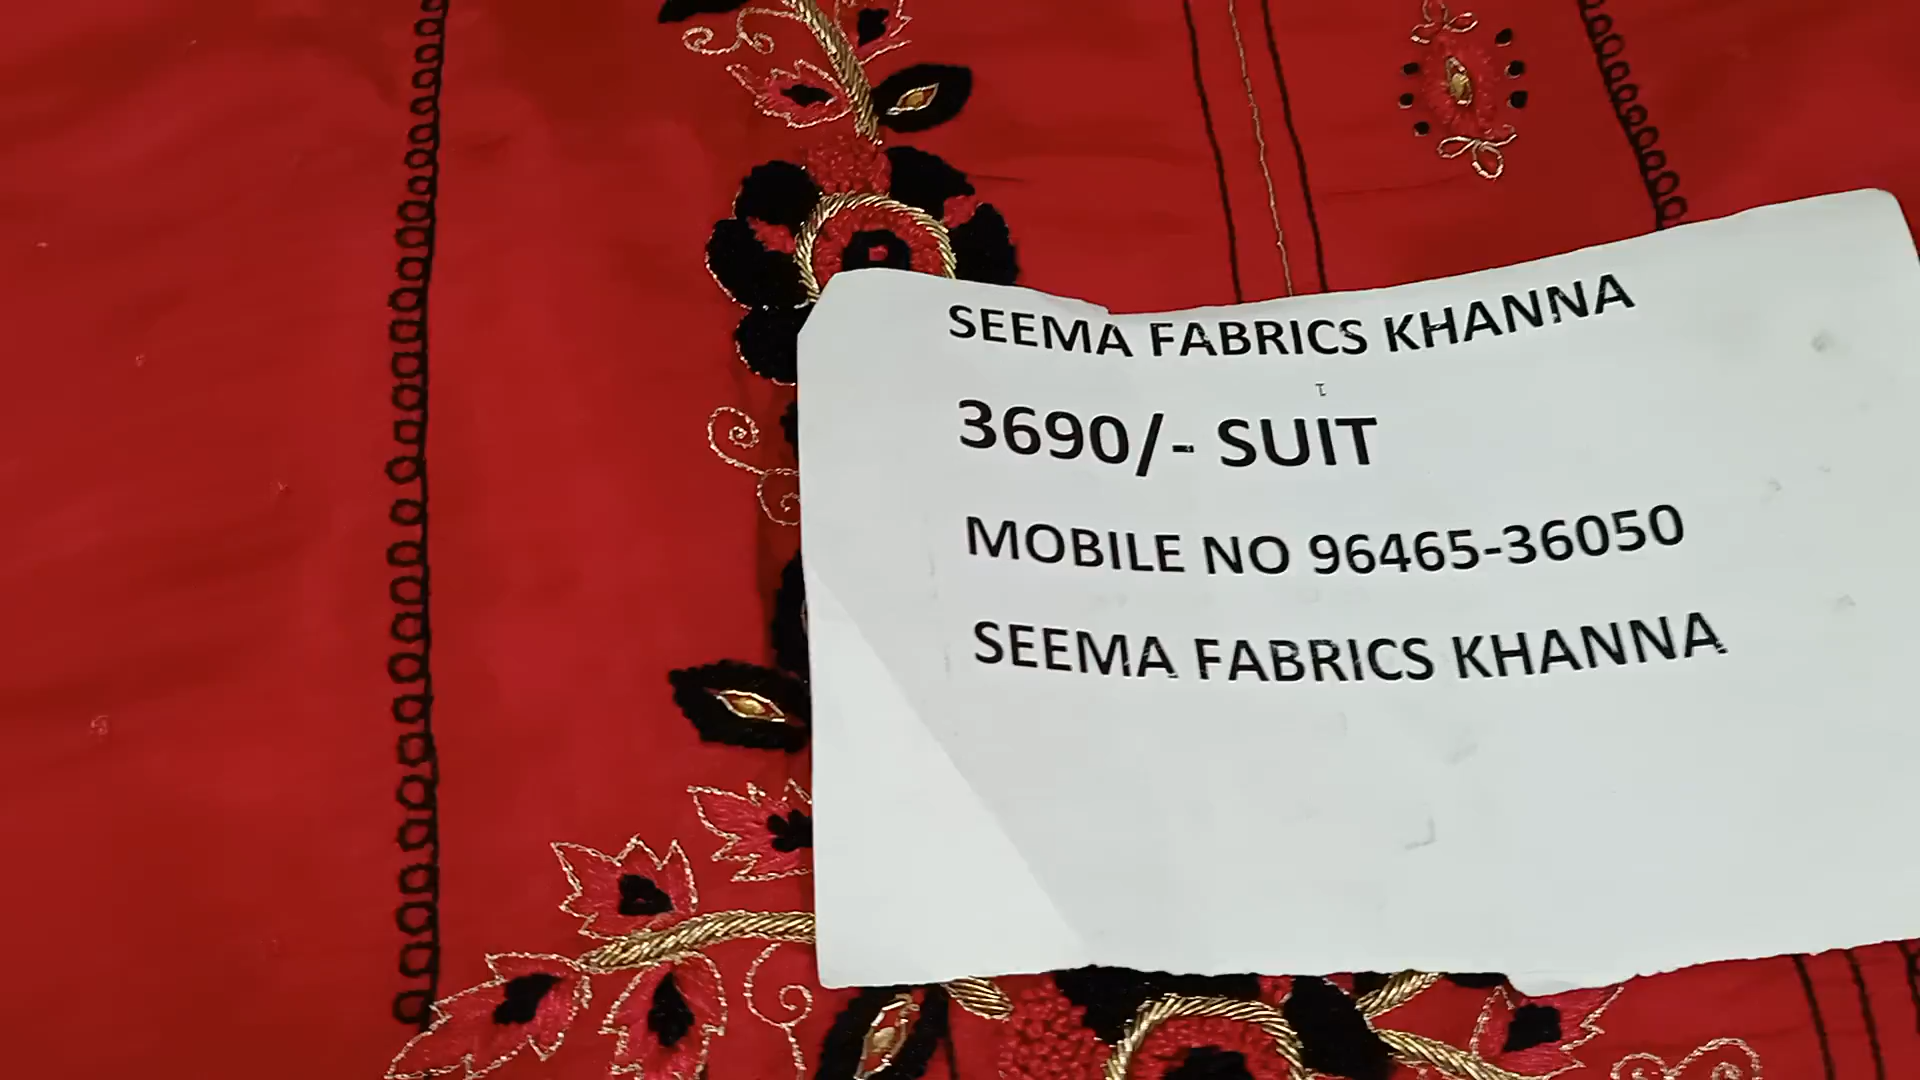 SEEMA FABRICS KHANNA
3690/- SUIT
MOBILE NO 96465-36050
SEEMA FABRICS KHANNA